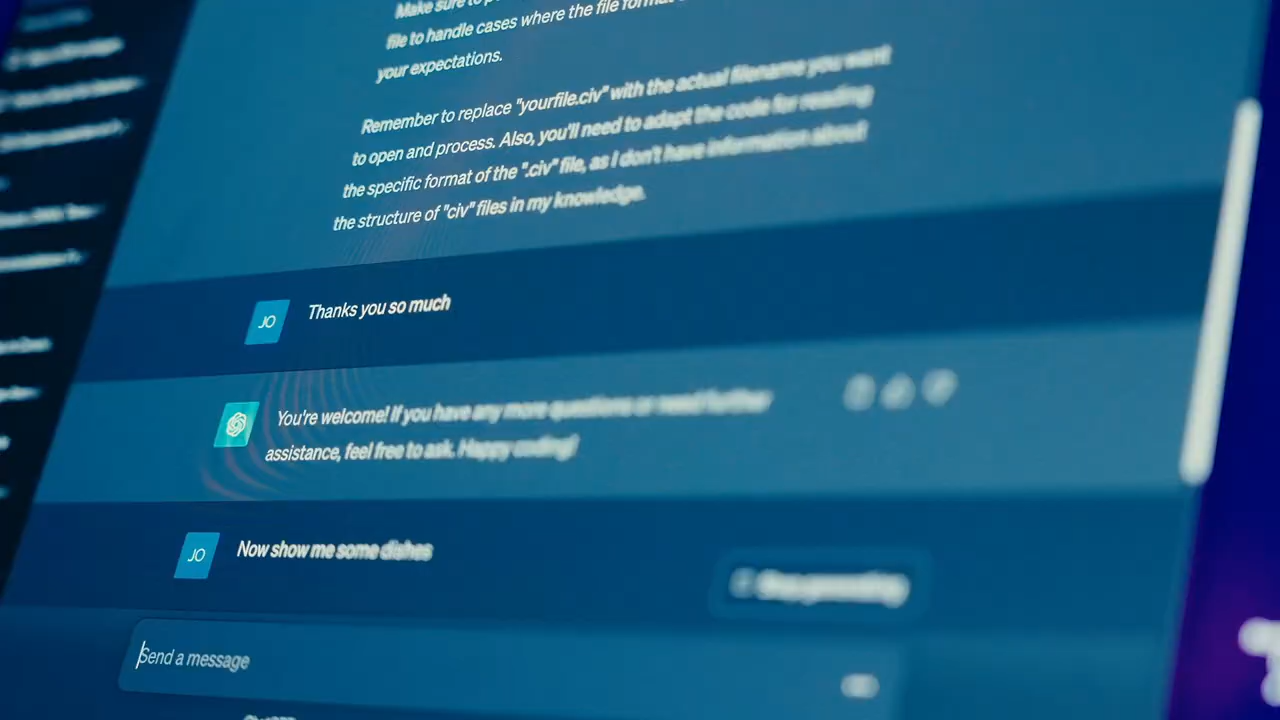 Make sure to
file to handle cases where the file format
your expectations.
Remember to replace "yourfile.civ" with the actual filename you want
to open and process. Also, you'll need to adapt the code for reading
the specific format of the ".civ" file, as I don't have information about
the structure of "civ" files in my knowledge.
JO
Thanks you so much
You're welcome! If you have any more questions or need further
assistance, feel free to ask. Happy coding!
JO
Now show me some dishes
Stop generating
Send a message